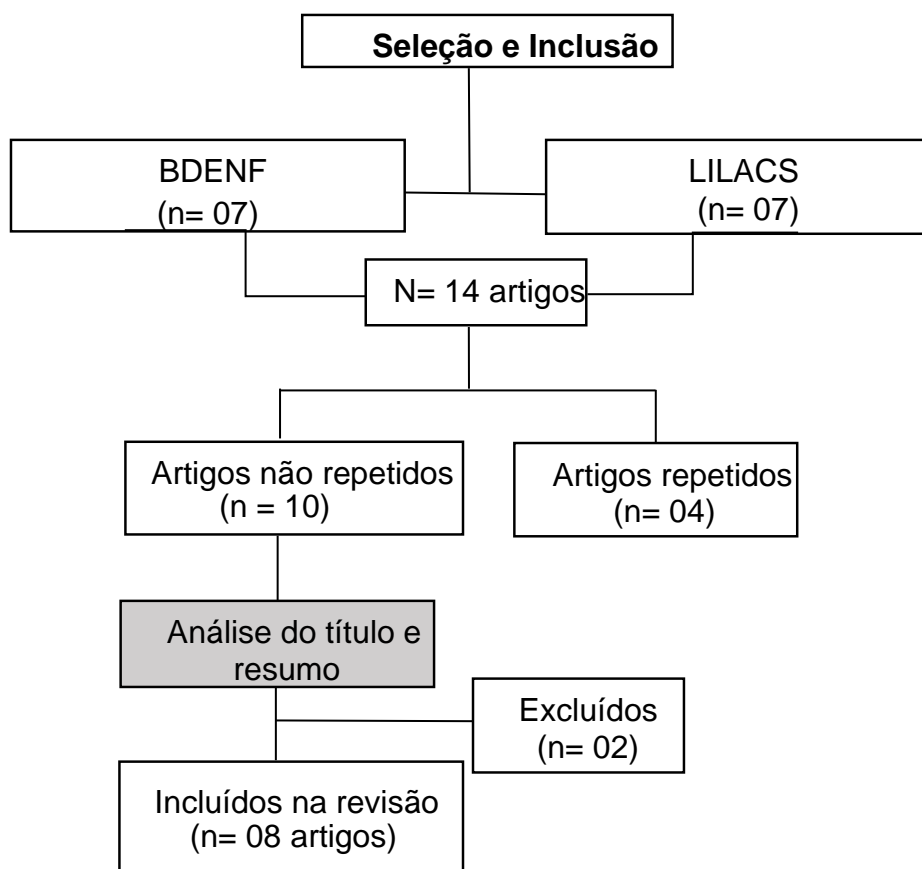 Seleção e Inclusão
BDENF
(n= 07)
LILACS
(n= 07)
N= 14 artigos
Artigos não repetidos
(n = 10)
Artigos repetidos
(n= 04)
Análise do título e
resumo
Excluídos
(n= 02)
Incluídos na revisão
(n= 08 artigos)